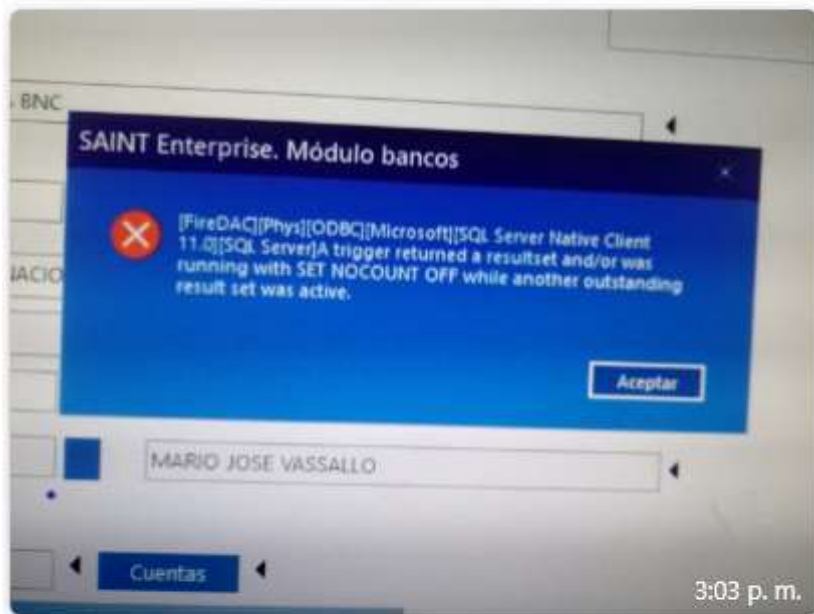 BNC
SAINT Enterprise. Módulo bancos
[FireDAC][Phys][ODBC][Microsoft][SQL Server Native Client
11.0][SQL Server]A trigger returned a resultset and/or was
running with SET NOCOUNT OFF while another outstanding
result set was active.
NACIO
Aceptar
MARIO JOSE VASSALLO
Cuentas
3:03 p. m.